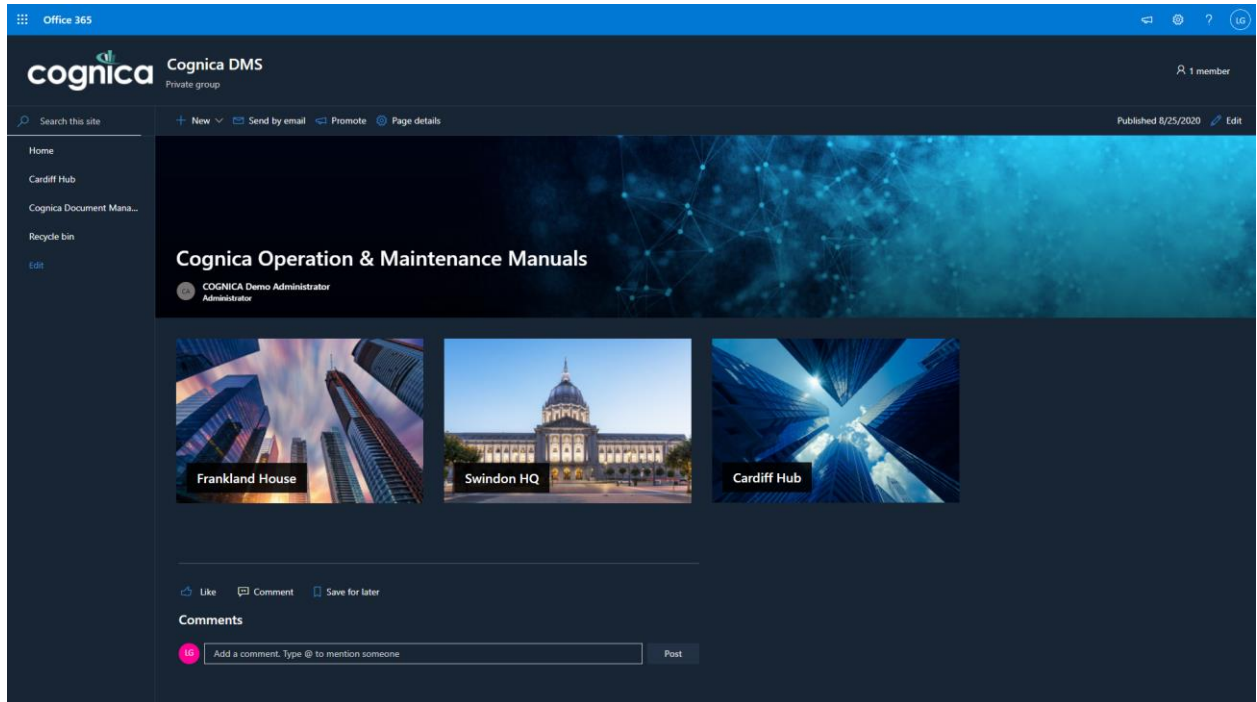 Office 365
?
LG
cognica
Cognica DMS
Private group
1 member
Search this site
New
Send by email
Promote
Page details
Published 8/25/2020
Edit
Home
Cardiff Hub
Cognica Document Mana...
Recycle bin
Edit
Cognica Operation & Maintenance Manuals
CA
COGNICA Demo Administrator
Administrator
Frankland House
Swindon HQ
Cardiff Hub
Like
Comment
Save for later
Comments
LG
Add a comment. Type @ to mention someone
Post